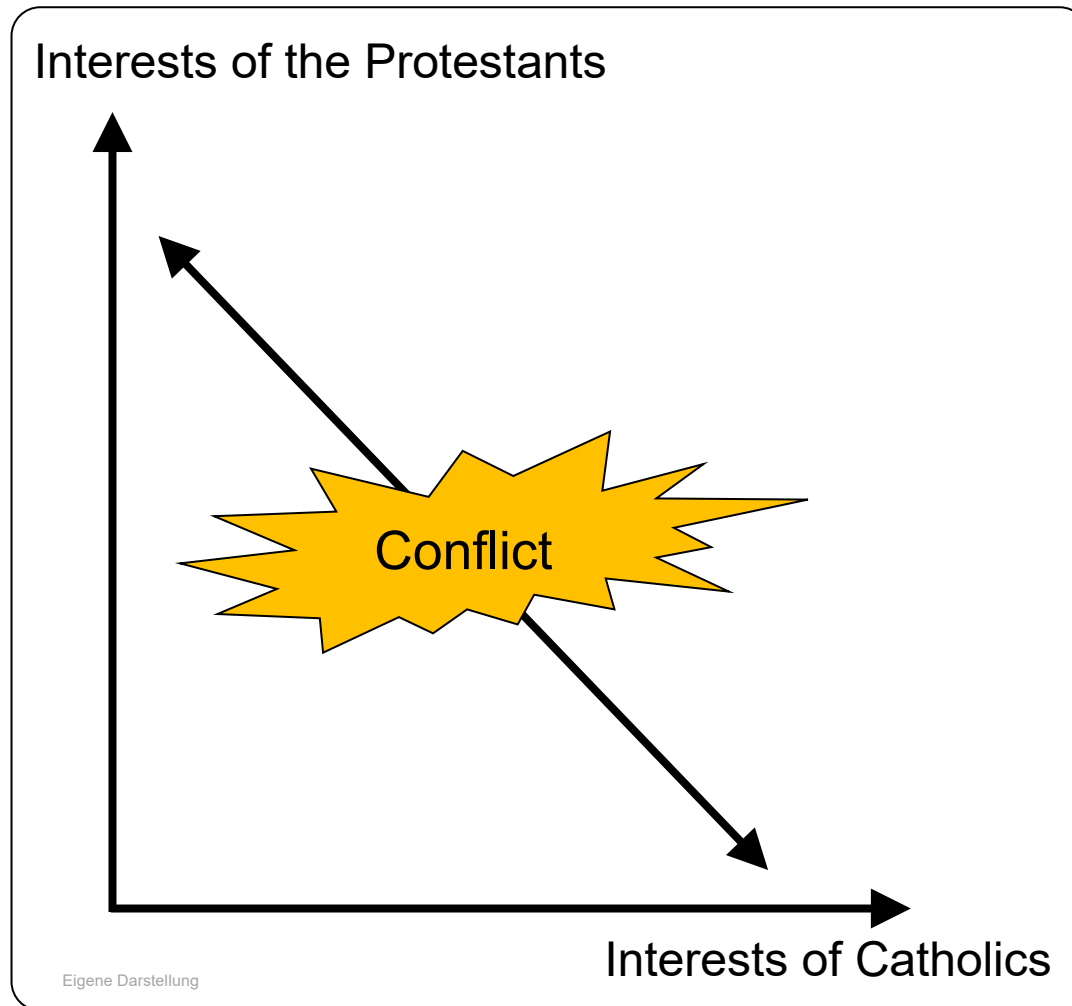 Interests of the Protestants
Conflict
Interests of Catholics
Eigene Darstellung